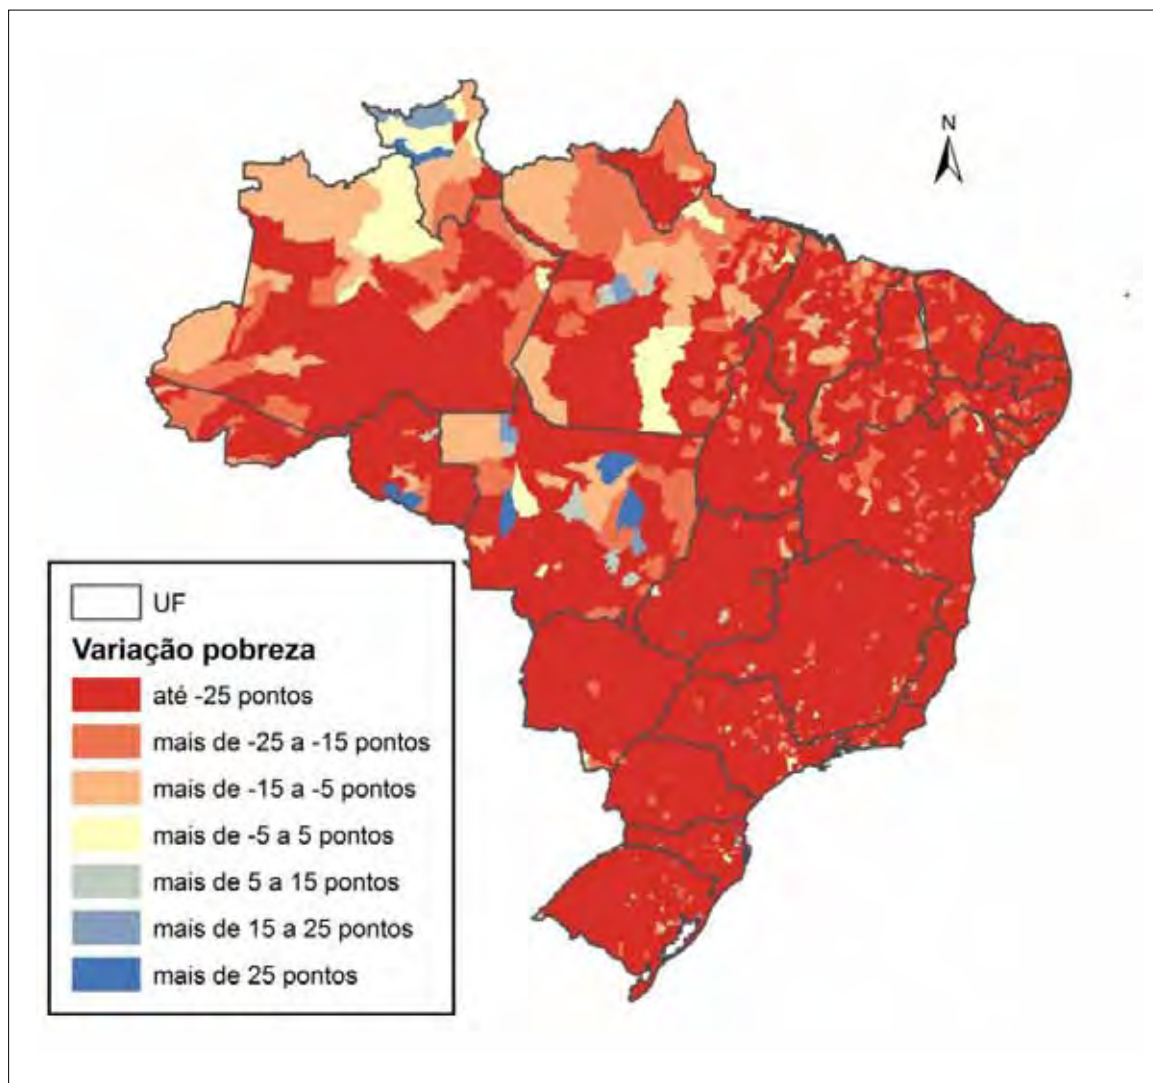 N
UF
Variação pobreza
até -25 pontos
mais de -25 a -15 pontos
mais de -15 a -5 pontos
mais de -5 a 5 pontos
mais de 5 a 15 pontos
mais de 15 a 25 pontos
mais de 25 pontos